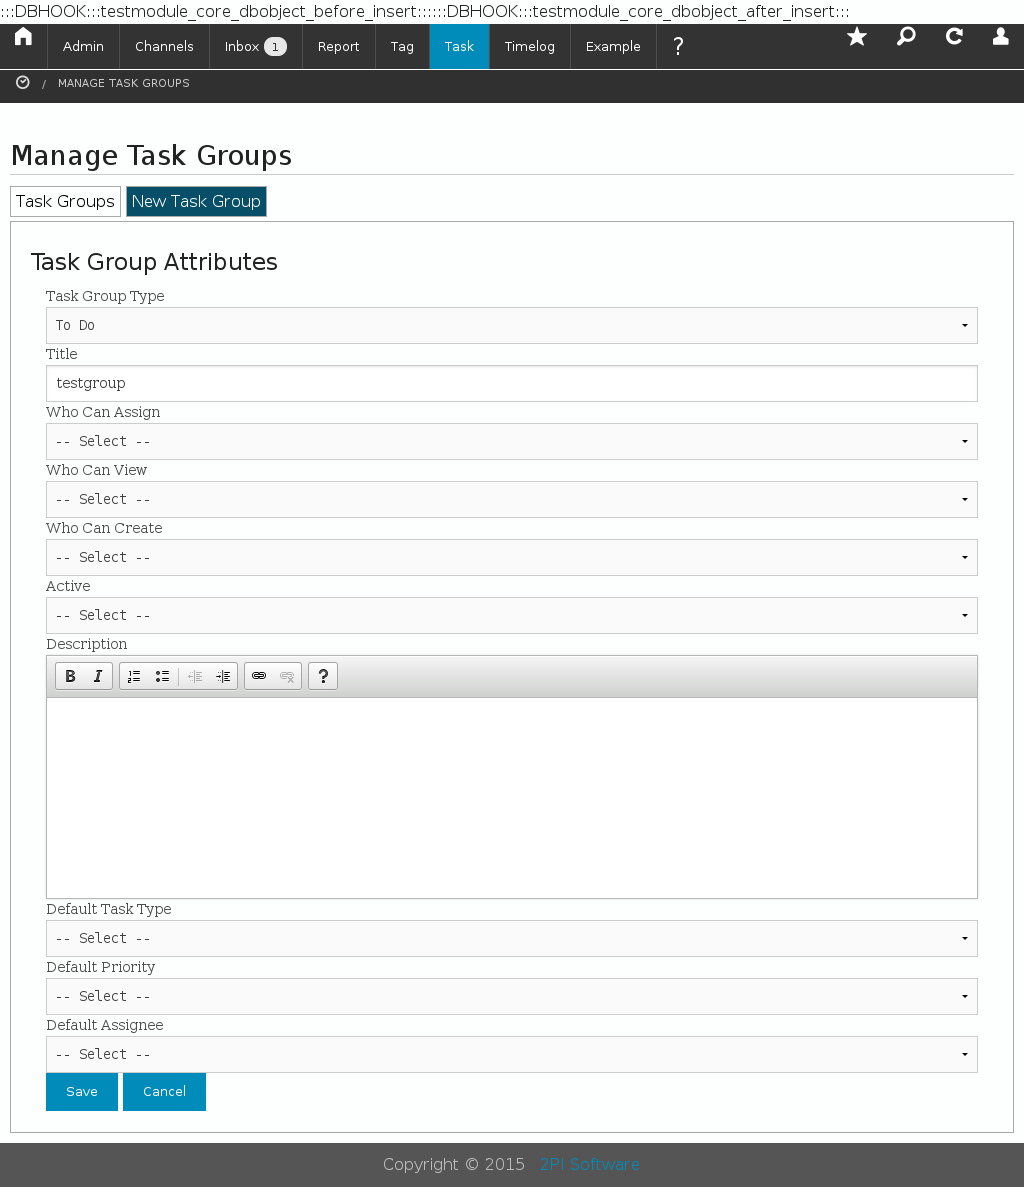 :::DBHOOK:::testmodule_core_dbobject_before_insert::::::DBHOOK:::testmodule_core_dbobject_after_insert:::
Admin Channels Inbox 1 Report Tag Task Timelog Example ?
/ MANAGE TASK GROUPS
Manage Task Groups
Task Groups New Task Group
Task Group Attributes
Task Group Type
To Do
Title
testgroup
Who Can Assign
-- Select --
Who Can View
-- Select --
Who Can Create
-- Select --
Active
-- Select --
Description
B I ?
Default Task Type
-- Select --
Default Priority
-- Select --
Default Assignee
-- Select --
Save Cancel
Copyright © 2015 2PI Software